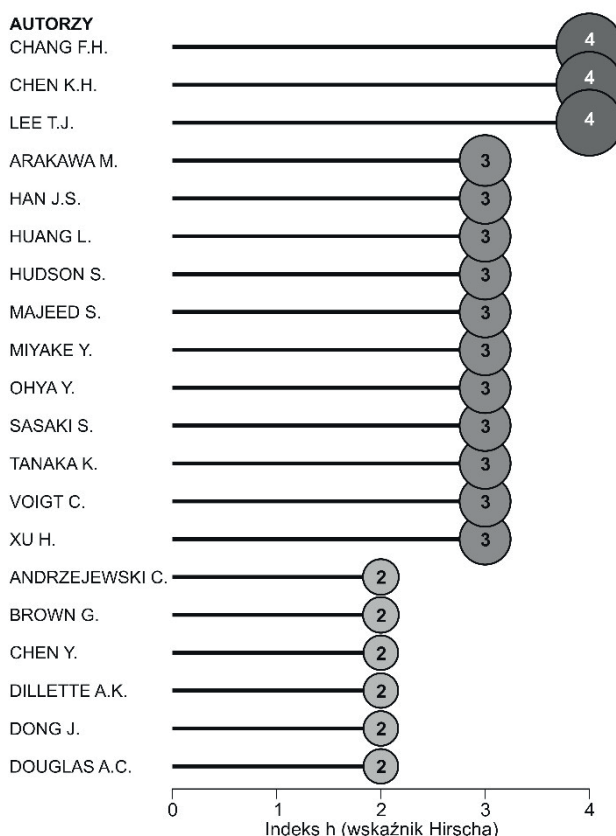 AUTORZY
CHANG F.H. 4
CHEN K.H. 4
LEE T.J. 4
ARAKAWA M. 3
HAN J.S. 3
HUANG L. 3
HUDSON S. 3
MAJEED S. 3
MIYAKE Y. 3
OHYA Y. 3
SASAKI S. 3
TANAKA K. 3
VOIGT C. 3
XU H. 3
ANDRZEJEWSKI C. 2
BROWN G. 2
CHEN Y. 2
DILLETTE A.K. 2
DONG J. 2
DOUGLAS A.C. 2
0 1 2 3 4
Indeks h (wskaźnik Hirscha)